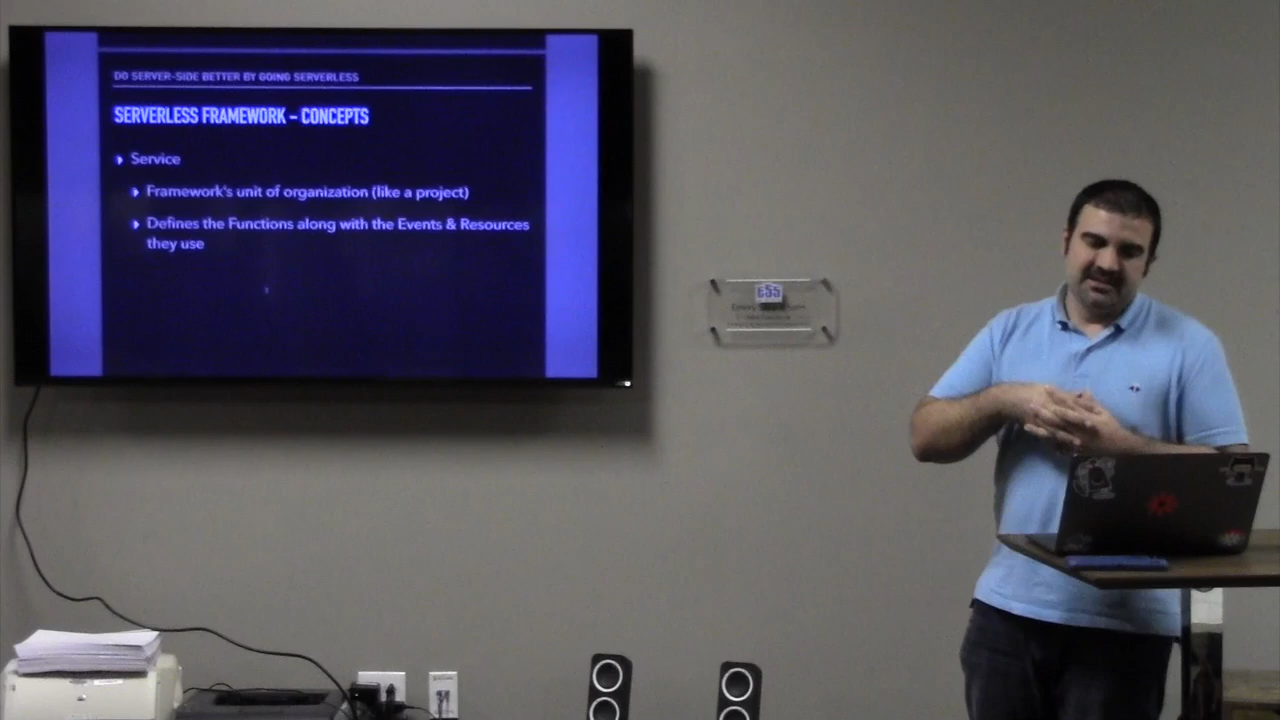 DO SERVER-SIDE BETTER BY GOING SERVERLESS
SERVERLESS FRAMEWORK – CONCEPTS
Service
Framework's unit of organization (like a project)
Defines the Functions along with the Events & Resources
they use
ESS